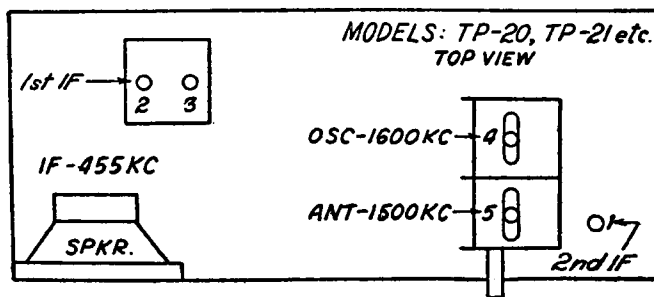 MODELS: TP-20, TP-21 etc.
TOP VIEW
1st IF
2 3
OSC-1600KC 4
IF-455KC
ANT-1500KC 5
SPKR.
1
2nd IF